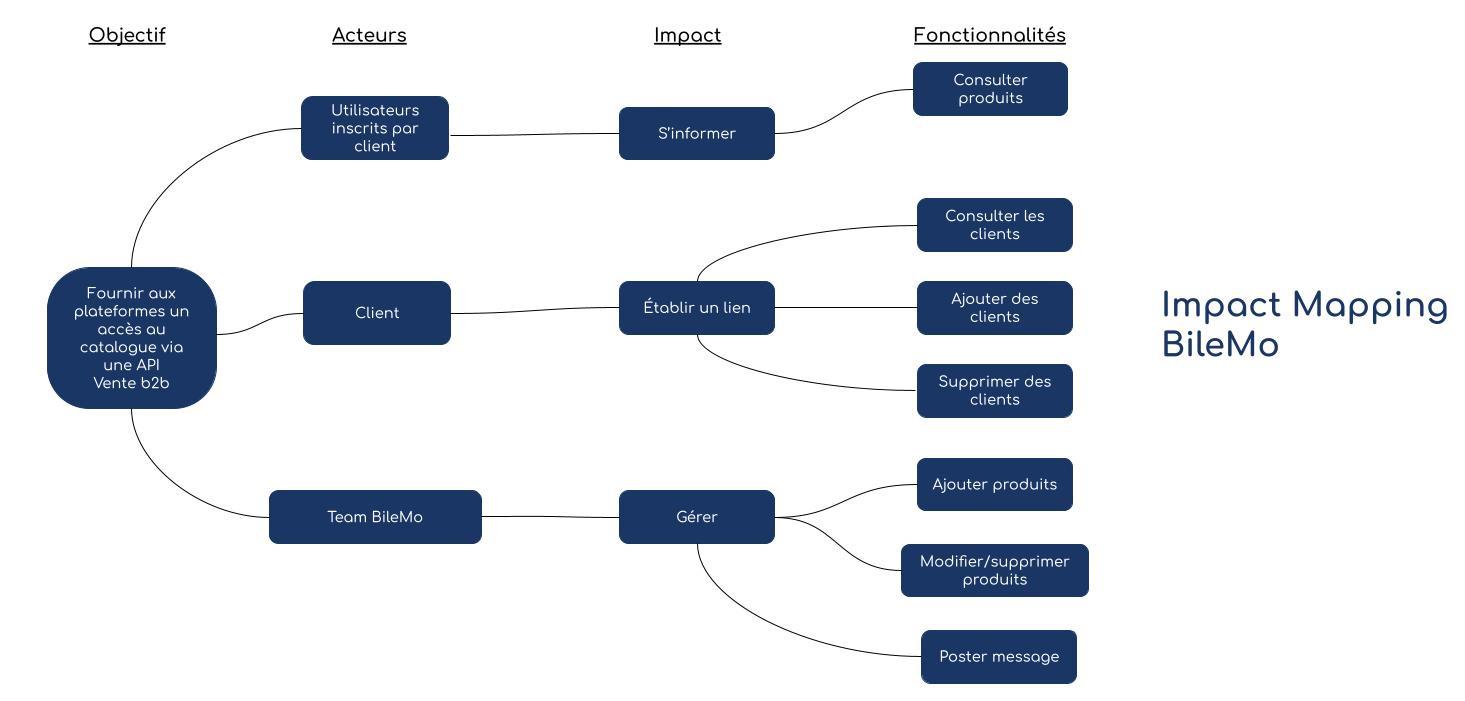 Objectif
Acteurs
Impact
Fonctionnalités
Utilisateurs
inscrits par
client
S'informer
Consulter
produits
Fournir aux
plateformes un
accès au
catalogue via
une API
Vente b2b
Client
Établir un lien
Consulter les
clients
Ajouter des
clients
Supprimer des
clients
Team BileMo
Gérer
Ajouter produits
Modifier/supprimer
produits
Poster message
Impact Mapping
BileMo